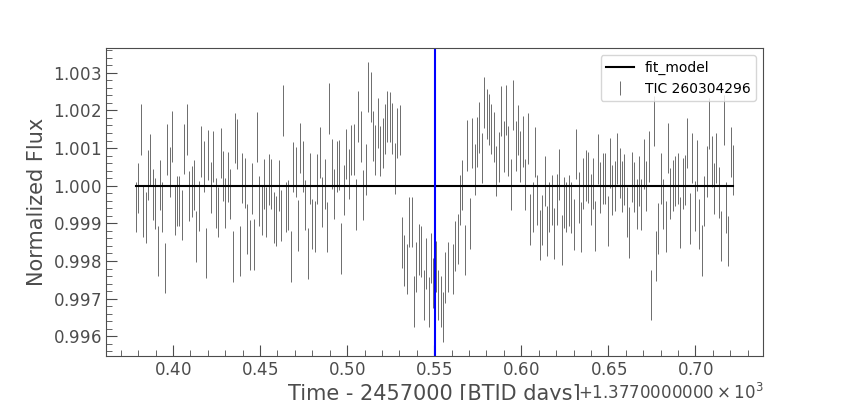 1.003
1.002
1.001
1.000
0.999
0.998
0.997
0.996
Normalized Flux
fit_model
TIC 260304296
0.40 0.45 0.50 0.55 0.60 0.65 0.70
Time - 2457000 [BTJD days]
+1.3770000000 × 10³